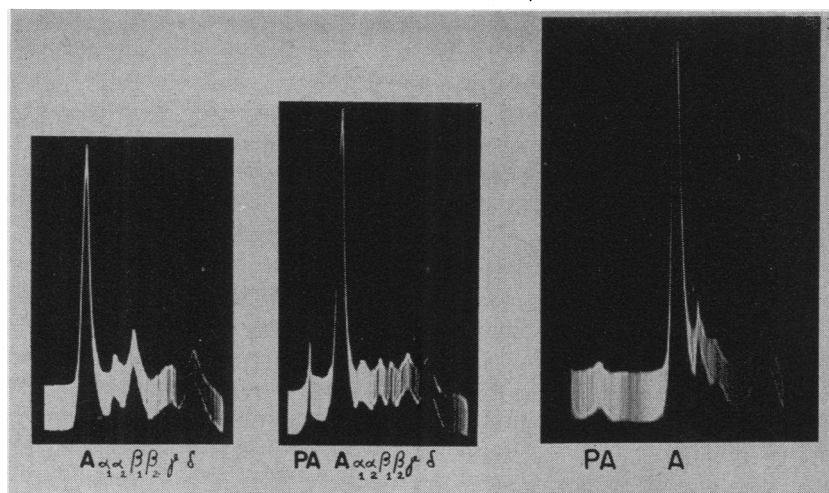 A α₁ α₂ β₁ β₂ γ δ
PA A α₁ α₂ β₁ β₂ γ δ
PA A